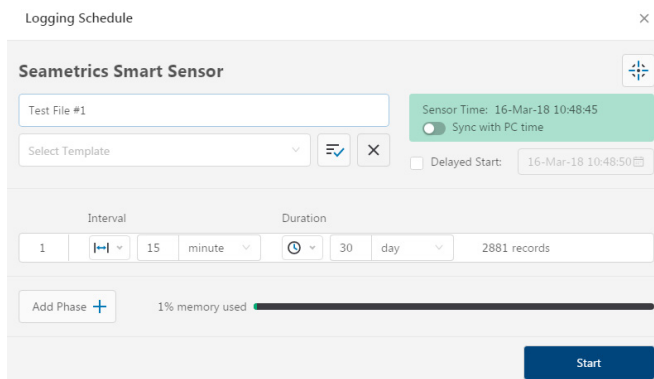 Logging Schedule
Seametrics Smart Sensor
Test File #1
Sensor Time: 16-Mar-18 10:48:45
Sync with PC time
Select Template
Delayed Start: 16-Mar-18 10:48:50
Interval Duration
1 15 minute 30 day 2881 records
Add Phase 1% memory used
Start